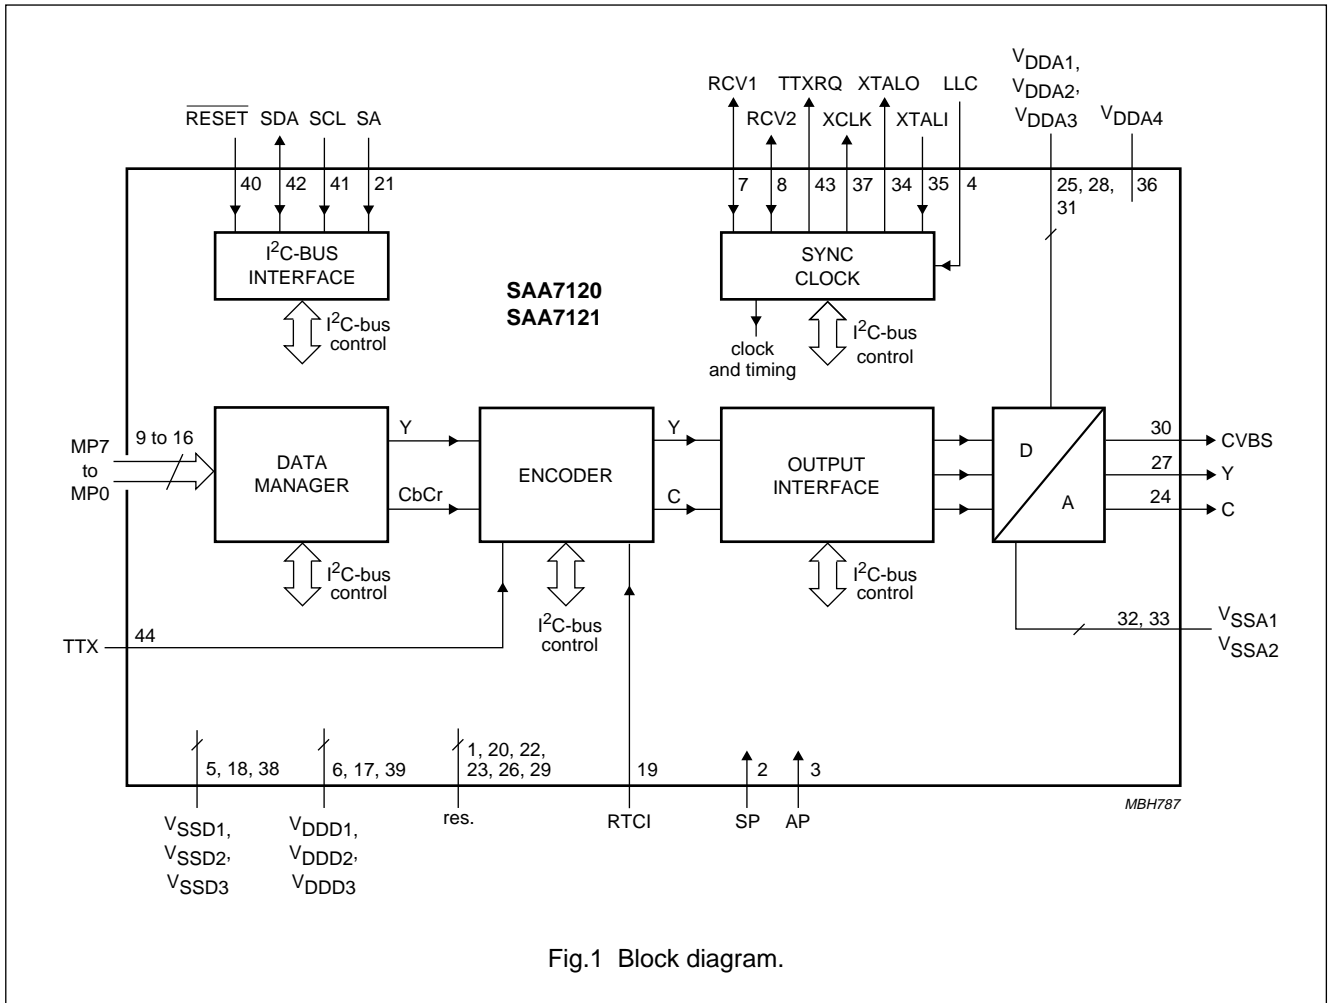 VDDA1,
VDDA2,
VDDA3
VDDA4
RCV1 TTXRQ XTALO LLC
RCV2 XCLK XTALI
RESET SDA SCL SA
40 42 41 21
7 8 43 37 34 35 4
25, 28,
31
36
I2C-BUS
INTERFACE
SYNC
CLOCK
SAA7120
SAA7121
I2C-bus
control
clock
and timing
I2C-bus
control
MP7
to
MP0
9 to 16
DATA
MANAGER
Y
CbCr
ENCODER
Y
C
OUTPUT
INTERFACE
D
A
30 CVBS
27 Y
24 C
I2C-bus
control
I2C-bus
control
I2C-bus
control
TTX 44
32, 33
VSSA1
VSSA2
5, 18, 38
6, 17, 39
1, 20, 22,
23, 26, 29
19
2
3
VSSD1,
VSSD2,
VSSD3
VDDD1,
VDDD2,
VDDD3
res.
RTCI
SP
AP
MBH787
Fig.1 Block diagram.